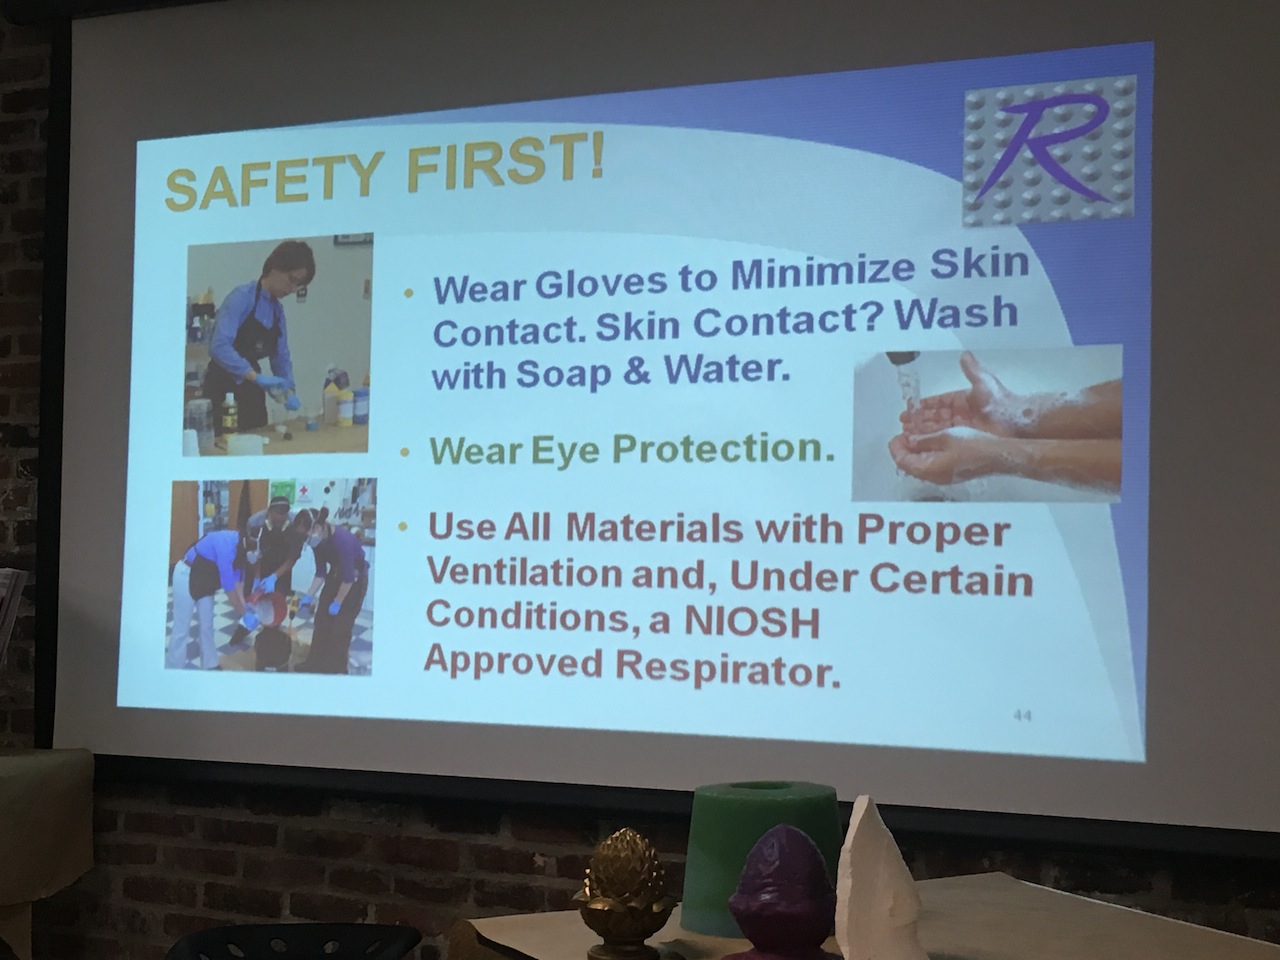 SAFETY FIRST!
R
• Wear Gloves to Minimize Skin
Contact. Skin Contact? Wash
with Soap & Water.
• Wear Eye Protection.
• Use All Materials with Proper
Ventilation and, Under Certain
Conditions, a NIOSH
Approved Respirator.
44